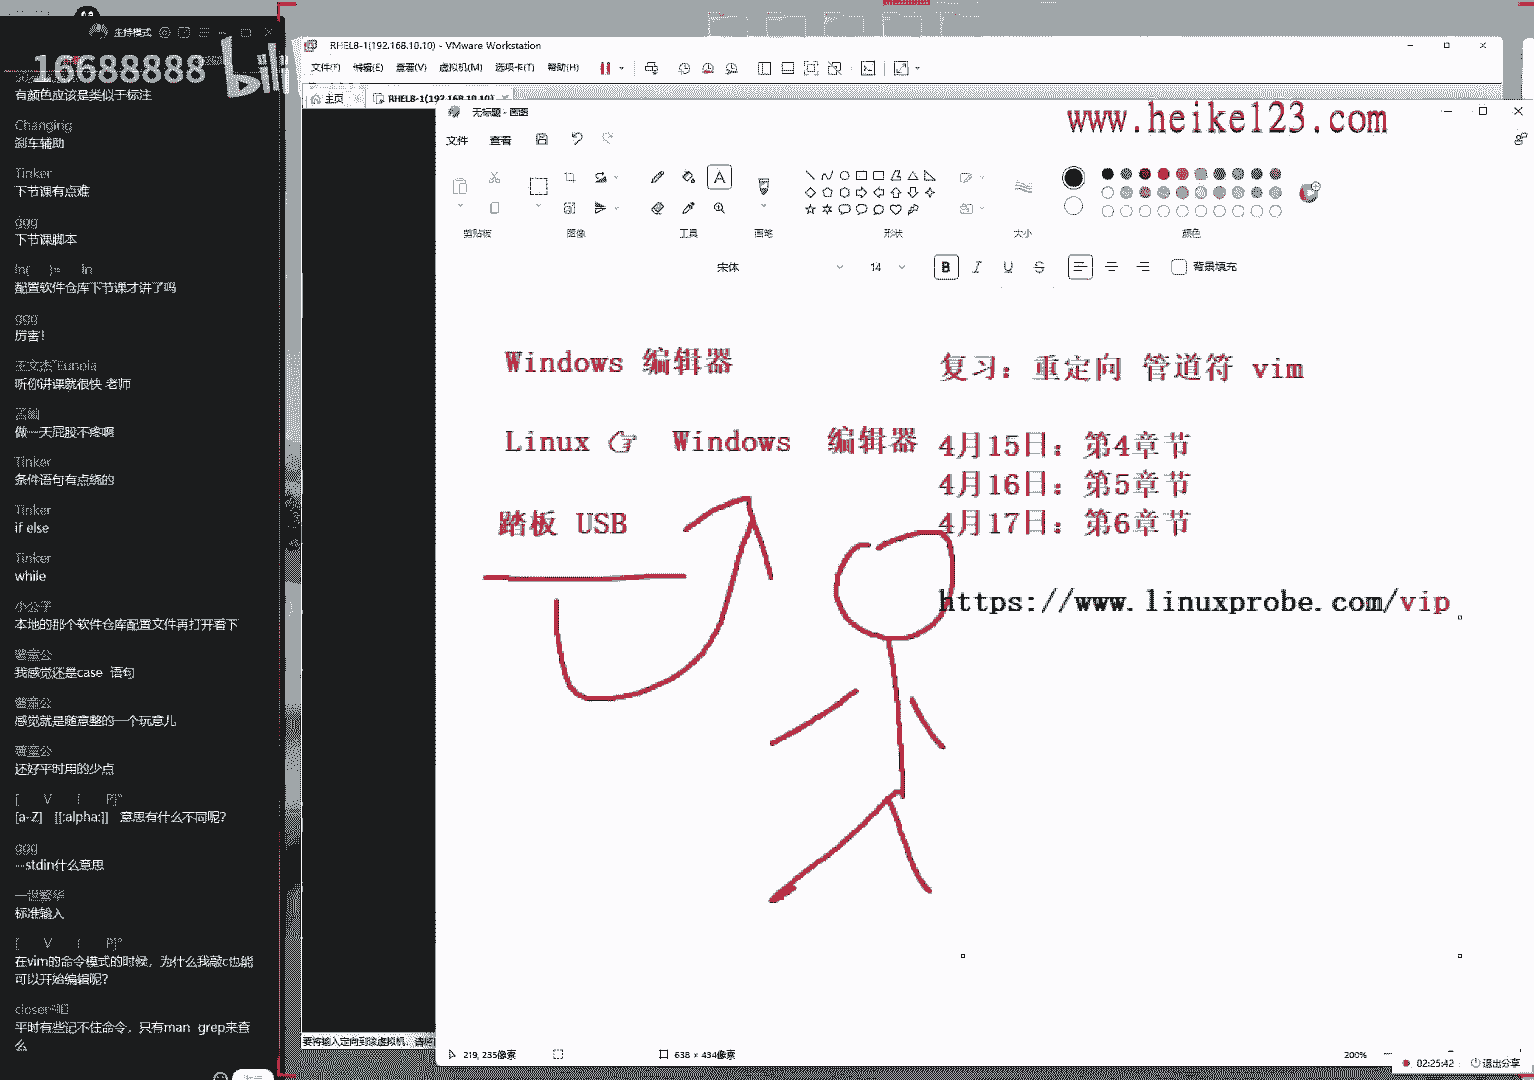 主持模式
16688888 bili
有颜色应该是类似于标注
Changing
刹车辅助
Tinker
下节课有点难
ggg
下节课脚本
配置软件仓库下节课才讲了吗
ggg
厉害!
王文杰 Eunoia
听你讲课就很快 老师
做一天屁股不疼啊
Tinker
条件语句有点绕的
Tinker
if else
Tinker
while
小公子
本地的那个软件仓库配置文件再打开看下
我感觉还是case 语句
感觉就是随意整的一个玩意儿
还好平时用的少点
[ V I P]°
[a-Z] [[:alpha:]] 意思有什么不同呢?
ggg
--stdin什么意思
一世繁华
标准输入
[ V I P]°
在vim的命令模式的时候，为什么我敲c也能
可以开始编辑呢?
平时有些记不住命令，只有man grep来查
么
RHEL8-1(192.168.10.10) - VMware Workstation
文件(F) 编辑(E) 查看(V) 虚拟机(M) 选项卡(T) 帮助(H)
主页 RHEL8-1(192.168.10.10)
无标题 - 画图
www.heike123.com
文件 查看
A
剪贴板 图像 工具 画笔 形状 大小 颜色
宋体 14 B I U S 背景填充
Windows 编辑器
复习：重定向 管道符 vim
Linux Windows 编辑器
4月15日：第4章节
4月16日：第5章节
踏板 USB
4月17日：第6章节
https://www.linuxprobe.com/vip
要将输入定向到该虚拟机，请将
219, 235像素 638 × 434像素 200%
02:25:42 退出分享